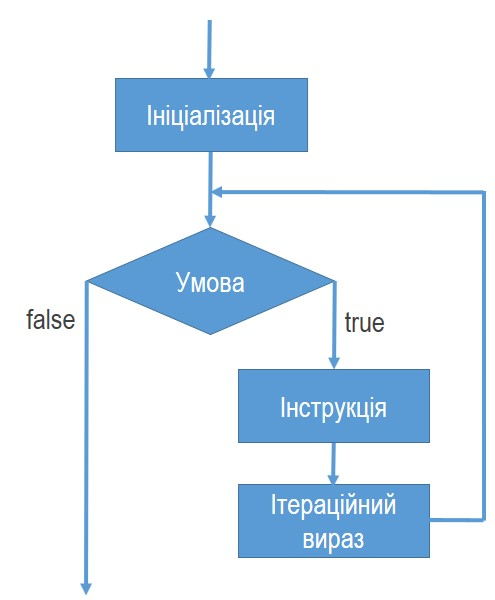 Ініціалізація
Умова
false
true
Інструкція
Ітераційний
вираз